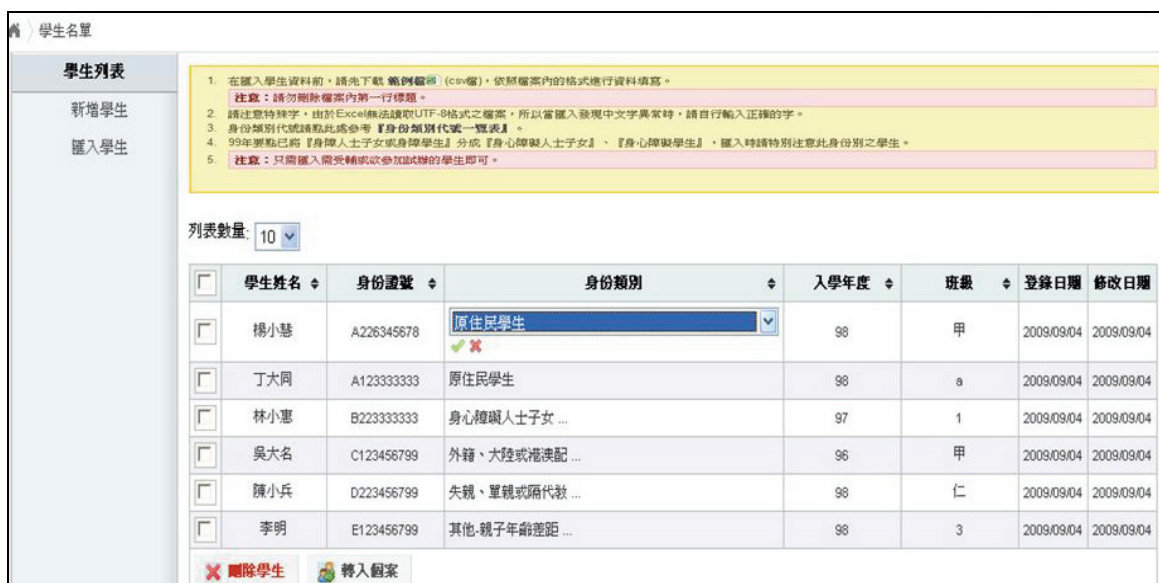 學生名單
學生列表
新增學生
匯入學生
1. 在匯入學生資料前，請先下載 範例檔 (csv檔)，依照檔案內的格式進行資料填寫。
注意：請勿刪除檔案內第一行標題。
2. 請注意特殊字，由於Excel無法讀取UTF-8格式之檔案，所以當匯入發現中文字異常時，請自行輸入正確的字。
3. 身份類別代號請點此處參考『身份類別代號一覽表』。
4. 99年要點已將『身障人士子女或身障學生』分成『身心障礙人士子女』、『身心障礙學生』，匯入時請特別注意此身份別之學生。
5. 注意：只需匯入需受輔或欲參加試辦的學生即可。
列表數量: 10
學生姓名 身份證號 身份類別 入學年度 班級 登錄日期 修改日期
楊小慧 A226345678 原住民學生 98 甲 2009/09/04 2009/09/04
丁大同 A123333333 原住民學生 98 a 2009/09/04 2009/09/04
林小惠 B223333333 身心障礙人士子女 ... 97 1 2009/09/04 2009/09/04
吳大名 C123456799 外籍、大陸或港澳配 ... 96 甲 2009/09/04 2009/09/04
陳小兵 D223456799 失親、單親或隔代教 ... 98 仁 2009/09/04 2009/09/04
李明 E123456799 其他-親子年齡差距 ... 98 3 2009/09/04 2009/09/04
刪除學生 轉入個案